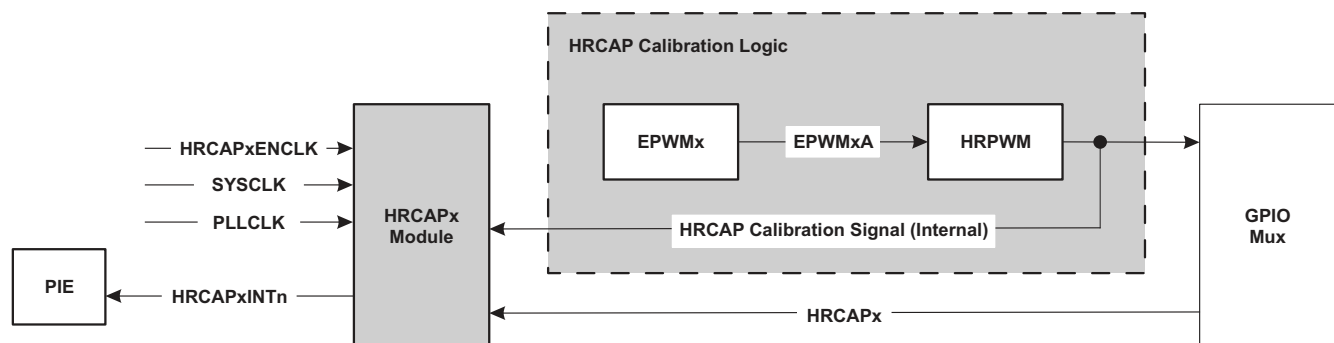 HRCAP Calibration Logic
EPWMx
EPWMxA
HRPWM
HRCAPxENCLK
SYSCLK
PLLCLK
HRCAPx
Module
HRCAP Calibration Signal (Internal)
GPIO
Mux
PIE
HRCAPxINTn
HRCAPx